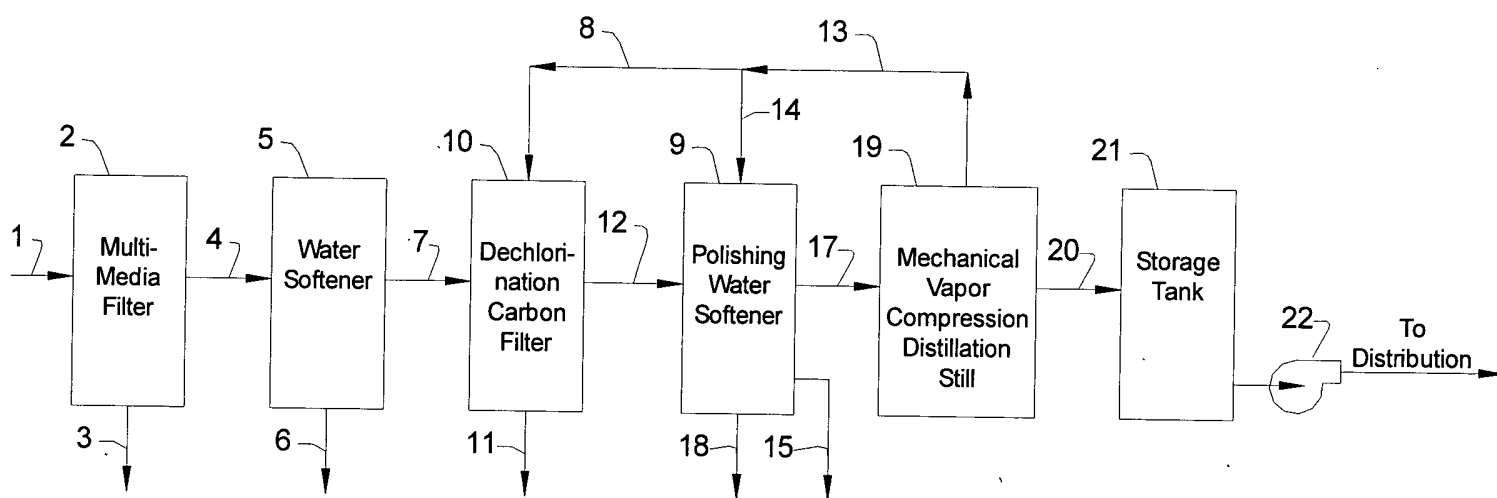 8
13
14
2
5
10
9
19
21
1
Multi-
Media
Filter
4
Water
Softener
7
Dechlori-
nation
Carbon
Filter
12
Polishing
Water
Softener
17
Mechanical
Vapor
Compression
Distillation
Still
20
Storage
Tank
22
To
Distribution
3
6
11
18
15